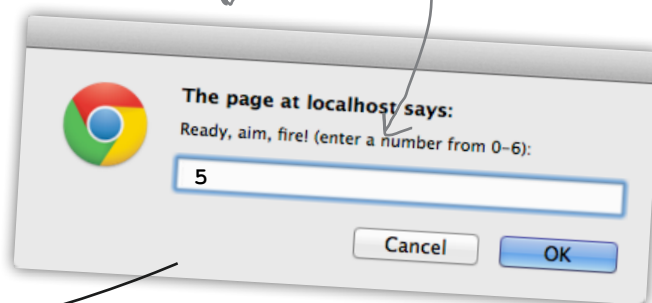 The page at localhost says:
Ready, aim, fire! (enter a number from 0–6):
5
Cancel
OK